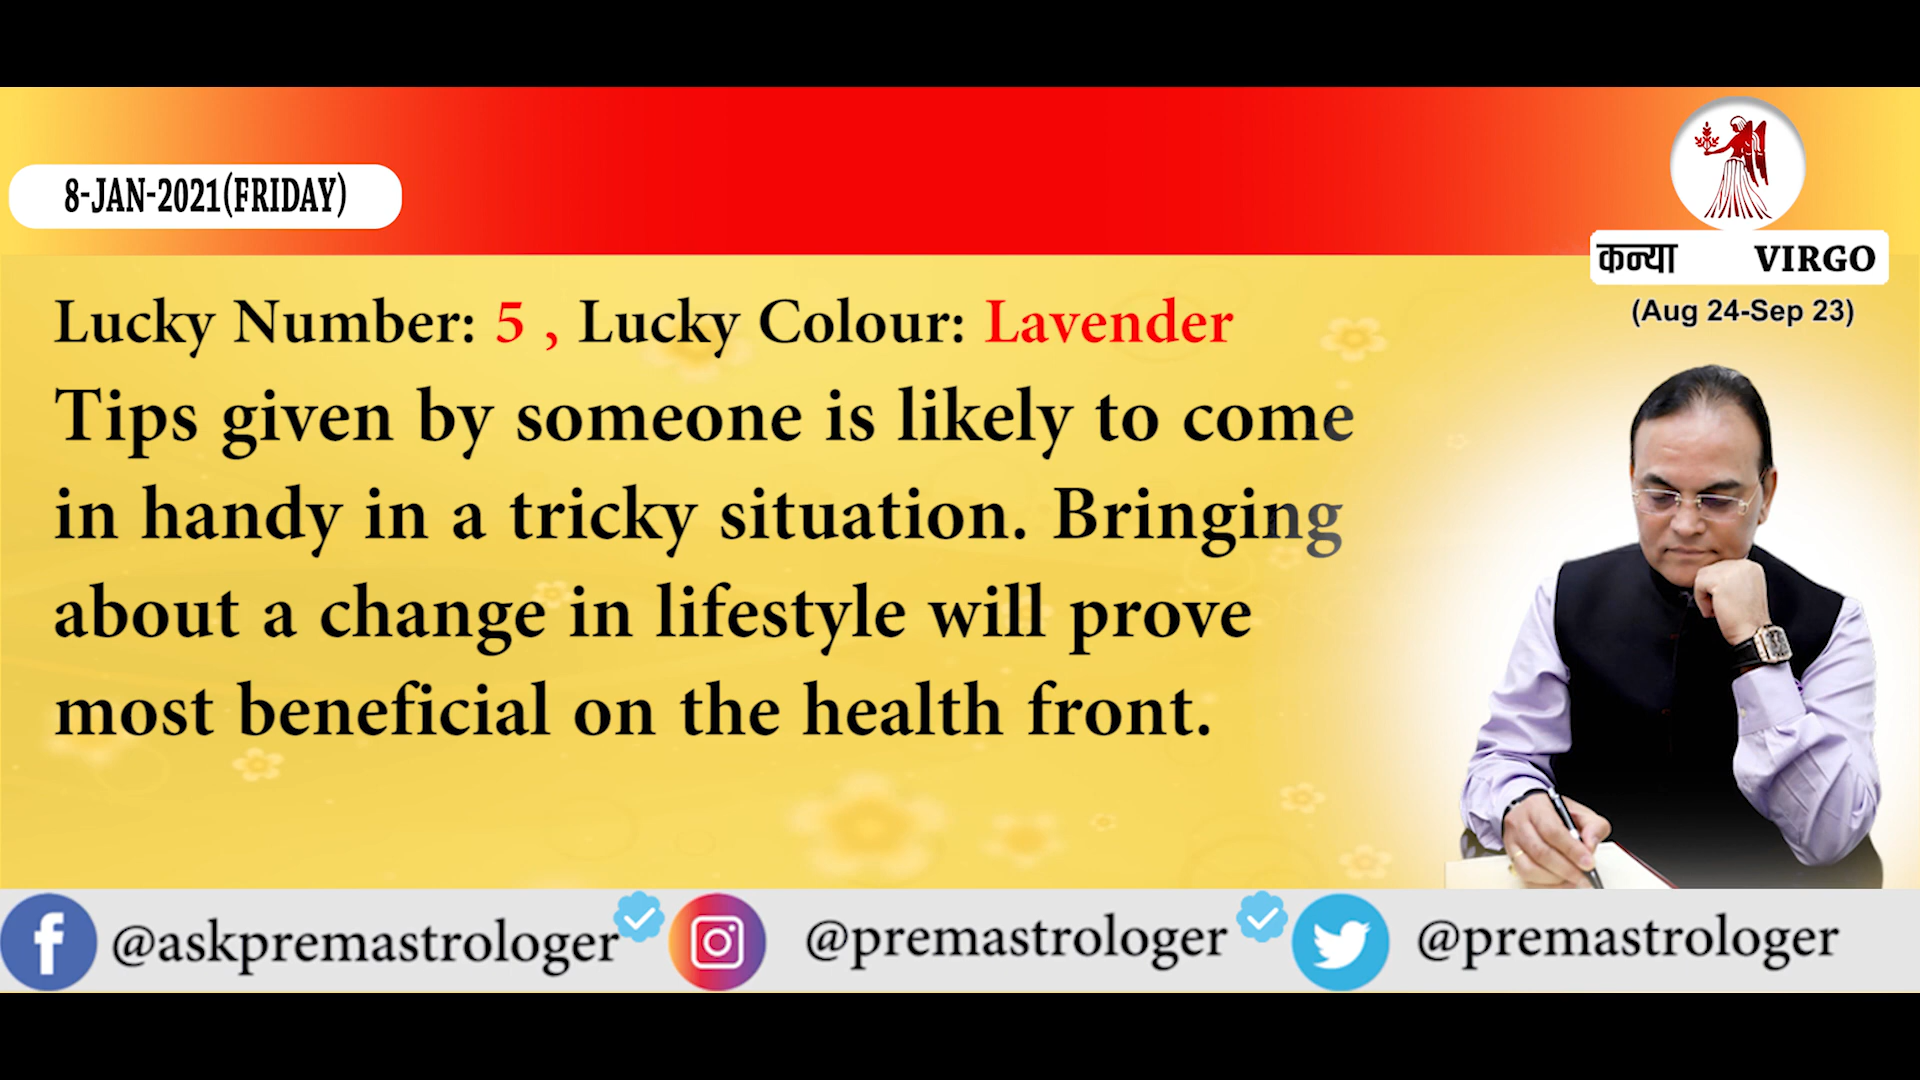 8-JAN-2021(FRIDAY)
कन्या VIRGO
(Aug 24-Sep 23)
Lucky Number: 5 , Lucky Colour: Lavender
Tips given by someone is likely to come
in handy in a tricky situation. Bringing
about a change in lifestyle will prove
most beneficial on the health front.
@askpremastrologer @premastrologer @premastrologer